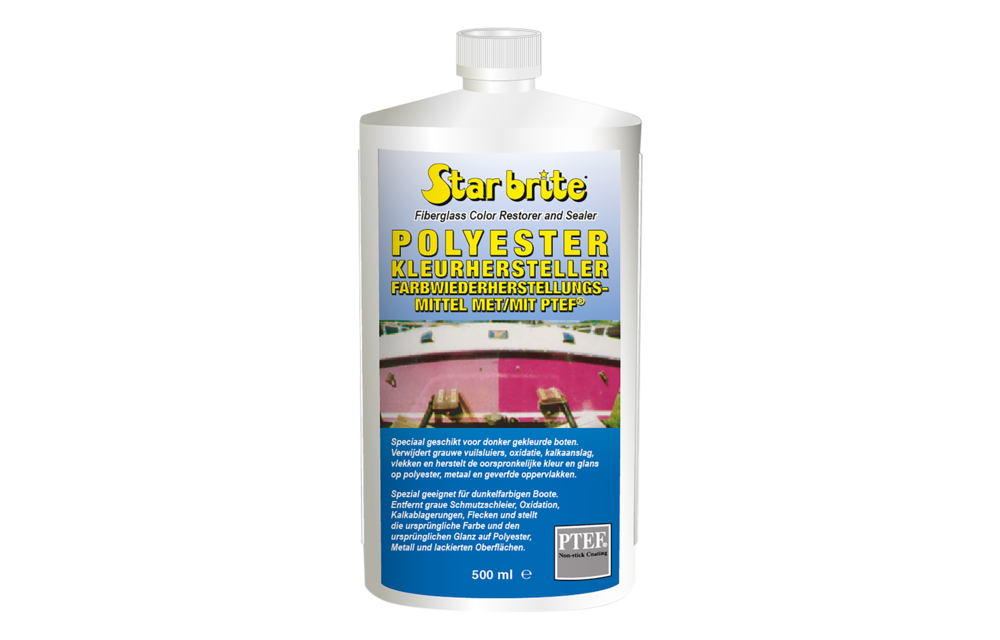 Star brite
Fiberglass Color Restorer and Sealer
POLYESTER
KLEURHERSTELLER
FARBWIEDERHERSTELLUNGS-
MITTEL MET/MIT PTEF®
Speciaal geschikt voor donker gekleurde boten.
Verwijdert grauwe vuilsluiers, oxidatie, kalkaanslag,
vlekken en herstelt de oorspronkelijke kleur en glans
op polyester, metaal en geverfde oppervlakken.
Spezial geeignet für dunkelfarbigen Boote.
Entfernt graue Schmutzschleier, Oxidation,
Kalkablagerungen, Flecken und stellt
die ursprüngliche Farbe und den
ursprünglichen Glanz auf Polyester,
Metall und lackierten Oberflächen.
PTEF®
Non-stick Coating
500 ml ℮